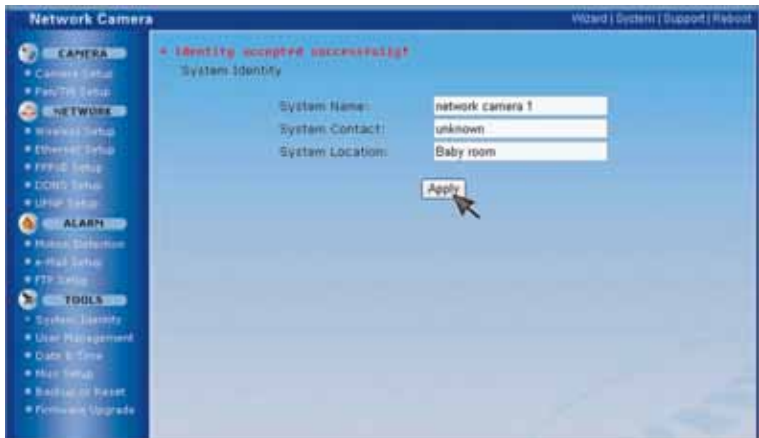 Network Camera
Wizard | System | Support | Reboot
CAMERA
Camera Setup
Pan/Tilt Setup
NETWORK
Wireless Setup
Ethernet Setup
PPPoE Setup
DDNS Setup
UPNP Setup
ALARM
Motion Detection
e-Mail Setup
FTP Setup
TOOLS
System Identity
User Management
Date & Time
Misc Setup
Backup or Reset
Firmware Upgrade
* Identity accepted successfully!
System Identity
System Name: network camera 1
System Contact: unknown
System Location: Baby room
Apply